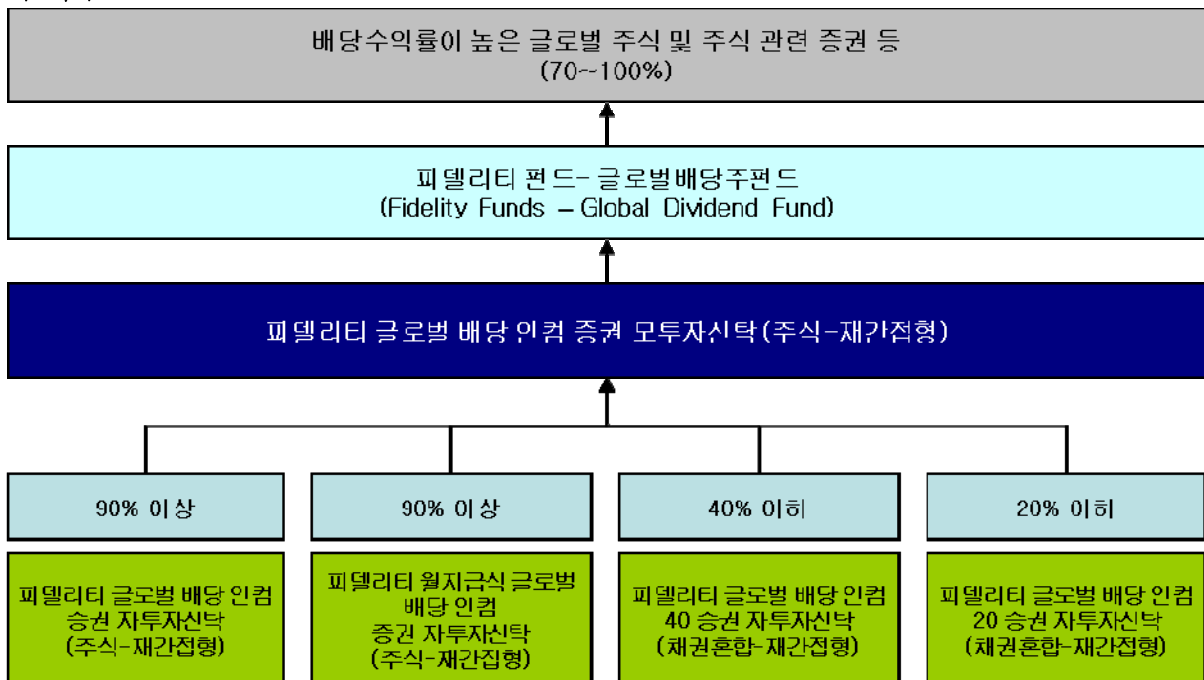 배당수익률이 높은 글로벌 주식 및 주식 관련 증권 등
(70~100%)
피델리티 펀드- 글로벌배당주펀드
(Fidelity Funds – Global Dividend Fund)
피델리티 글로벌 배당 인컴 증권 모투자신탁(주식-재간접형)
90% 이상
90% 이상
40% 이하
20% 이하
피델리티 글로벌 배당 인컴
증권 자투자신탁
(주식-재간접형)
피델리티 월지급식 글로벌
배당 인컴
증권 자투자신탁
(주식-재간접형)
피델리티 글로벌 배당 인컴
40 증권 자투자신탁
(채권혼합-재간접형)
피델리티 글로벌 배당 인컴
20 증권 자투자신탁
(채권혼합-재간접형)